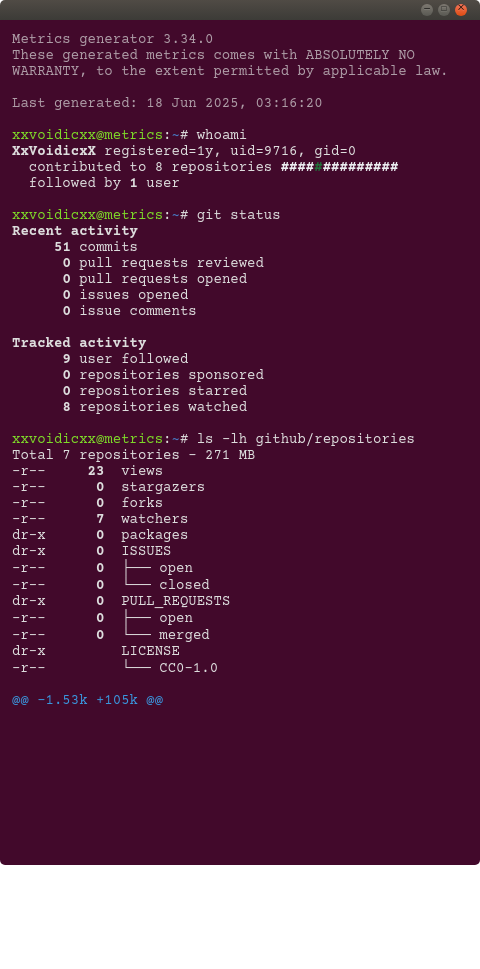 Metrics generator 3.34.0
These generated metrics comes with ABSOLUTELY NO
WARRANTY, to the extent permitted by applicable law.
Last generated: 18 Jun 2025, 03:16:20
xxvoidicxx@metrics:~# whoami
XxVoidicxX registered=1y, uid=9716, gid=0
contributed to 8 repositories ##############
followed by 1 user
xxvoidicxx@metrics:~# git status
Recent activity
51 commits
0 pull requests reviewed
0 pull requests opened
0 issues opened
0 issue comments
Tracked activity
9 user followed
0 repositories sponsored
0 repositories starred
8 repositories watched
xxvoidicxx@metrics:~# ls -lh github/repositories
Total 7 repositories - 271 MB
-r-- 23 views
-r-- 0 stargazers
-r-- 0 forks
-r-- 7 watchers
dr-x 0 packages
dr-x 0 ISSUES
-r-- 0 ├── open
-r-- 0 └── closed
dr-x 0 PULL_REQUESTS
-r-- 0 ├── open
-r-- 0 └── merged
dr-x LICENSE
-r-- └── CC0-1.0
@@ -1.53k +105k @@